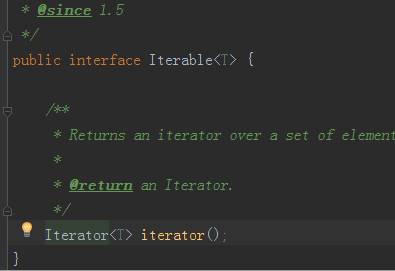 * @since 1.5
*/
public interface Iterable<T> {
/**
* Returns an iterator over a set of element
*
* @return an Iterator.
*/
Iterator<T> iterator();
}